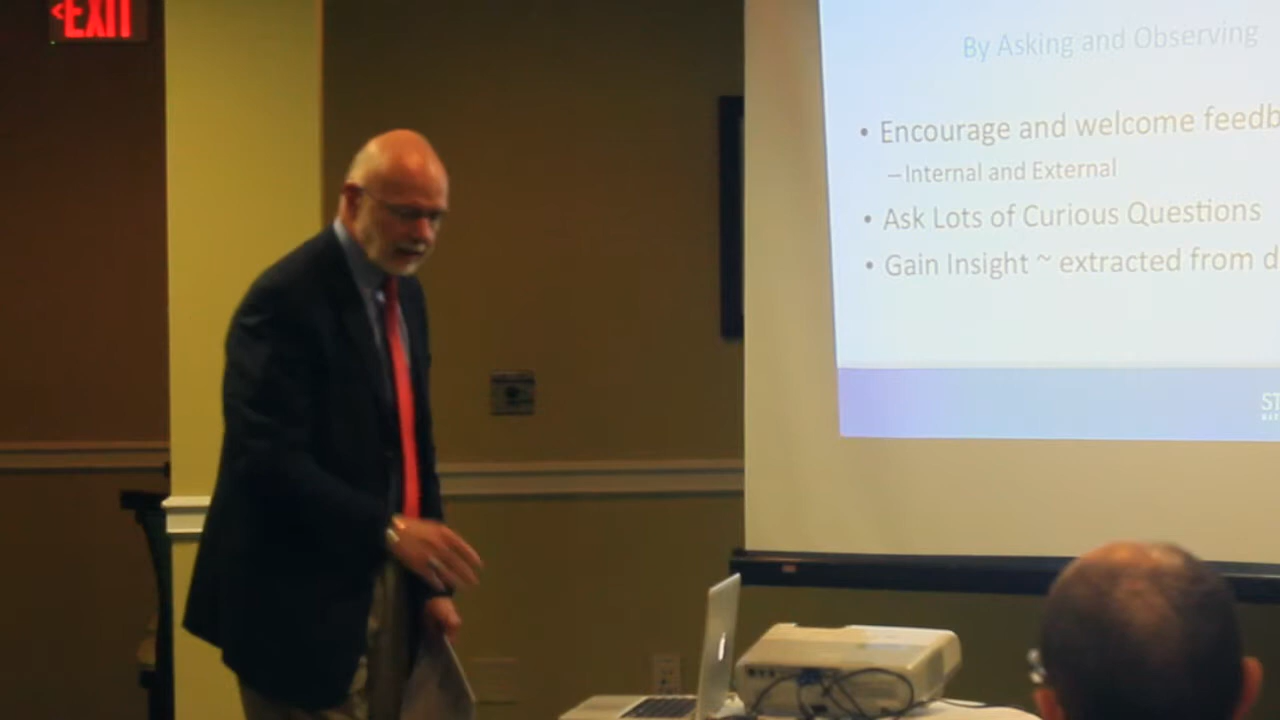 <EXIT
By Asking and Observing
• Encourage and welcome feedb
– Internal and External
• Ask Lots of Curious Questions
• Gain Insight ~ extracted from d
ST